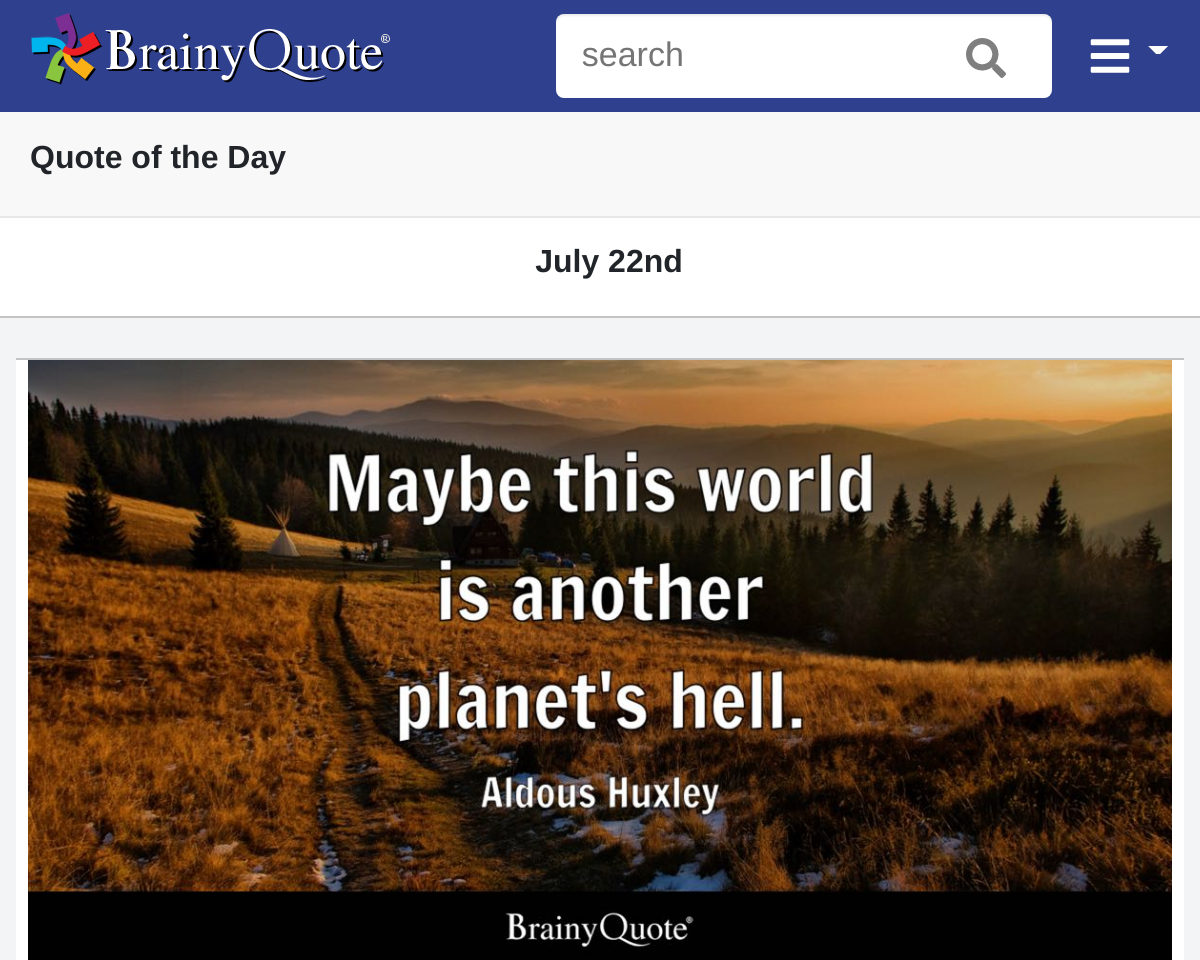 BrainyQuote®
search
Quote of the Day
July 22nd
Maybe this world
is another
planet's hell.
Aldous Huxley
BrainyQuote®